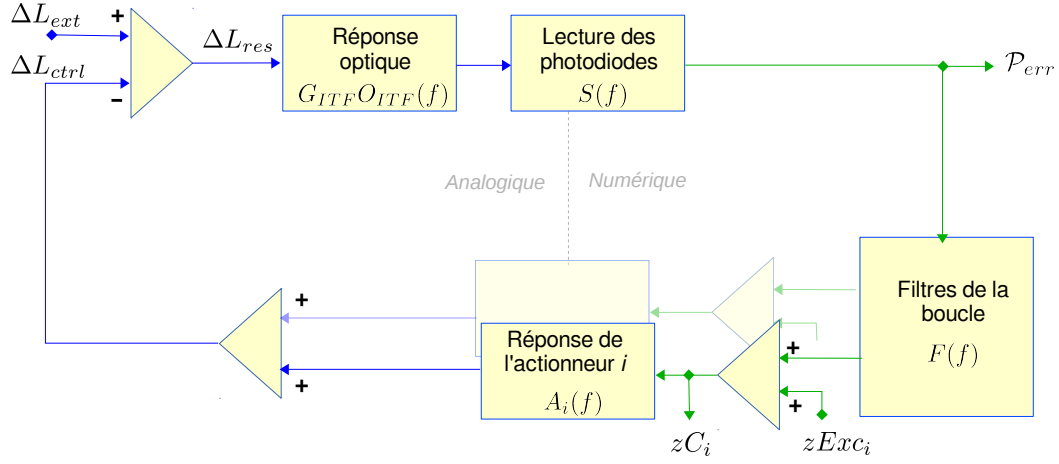 ΔL_ext
+
ΔL_ctrl
−
ΔL_res
Réponse
optique
G_ITF O_ITF(f)
Lecture des
photodiodes
S(f)
P_err
Analogique
Numérique
Filtres de la
boucle
F(f)
+
+
Réponse de
l'actionneur i
A_i(f)
+
+
zC_i
zExc_i